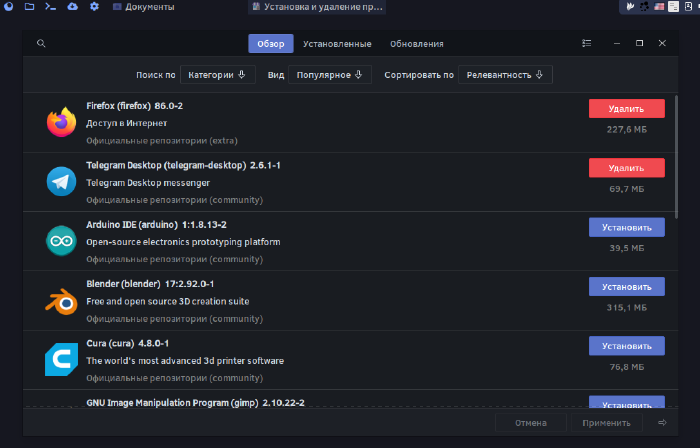 Документы
Установка и удаление пр...
Обзор
Установленные
Обновления
Поиск по Категории
Вид Популярное
Сортировать по Релевантность
Firefox (firefox) 86.0-2
Доступ в Интернет
Официальные репозитории (extra)
Удалить
227,6 МБ
Telegram Desktop (telegram-desktop) 2.6.1-1
Telegram Desktop messenger
Официальные репозитории (community)
Удалить
69,7 МБ
Arduino IDE (arduino) 1:1.8.13-2
Open-source electronics prototyping platform
Официальные репозитории (community)
Установить
39,5 МБ
Blender (blender) 17:2.92.0-1
Free and open source 3D creation suite
Официальные репозитории (community)
Установить
315,1 МБ
Cura (cura) 4.8.0-1
The world's most advanced 3d printer software
Официальные репозитории (community)
Установить
76,8 МБ
GNU Image Manipulation Program (gimp) 2.10.22-2
Установить
Отмена
Применить